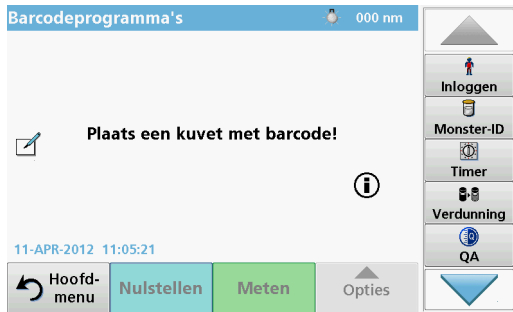 Barcodeprogramma's 000 nm
Plaats een kuvet met barcode!
11-APR-2012 11:05:21
Hoofd-
menu
Nulstellen
Meten
Opties
Inloggen
Monster-ID
Timer
Verdunning
QA